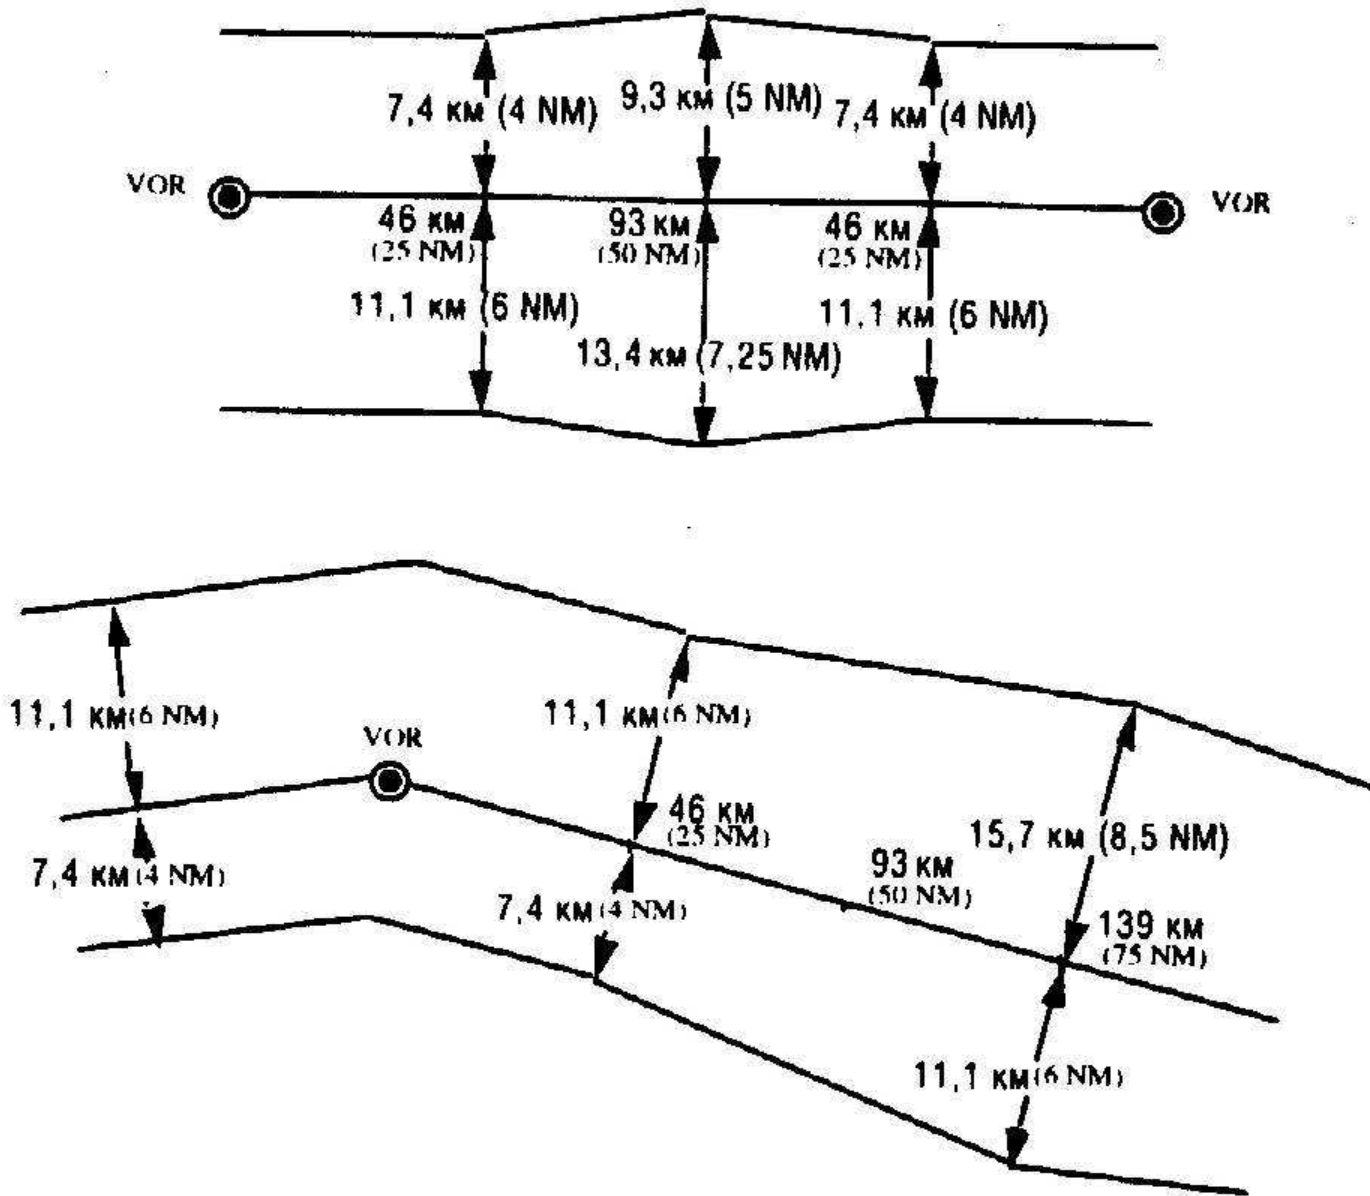 7,4 км (4 NM)
9,3 км (5 NM)
7,4 км (4 NM)
VOR
VOR
46 км
(25 NM)
93 км
(50 NM)
46 км
(25 NM)
11,1 км (6 NM)
13,4 км (7,25 NM)
11,1 км (6 NM)
11,1 км (6 NM)
11,1 км (6 NM)
VOR
46 км
(25 NM)
15,7 км (8,5 NM)
7,4 км (4 NM)
93 км
(50 NM)
7,4 км (4 NM)
139 км
(75 NM)
11,1 км (6 NM)